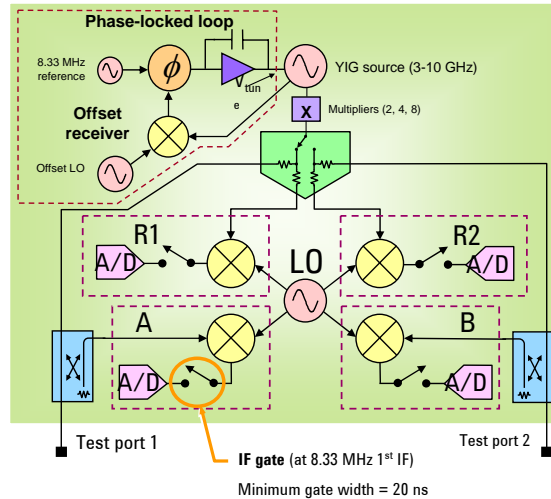 Phase-locked loop
8.33 MHz
reference
ϕ
V
tun
e
YIG source (3-10 GHz)
Offset
receiver
X
Multipliers (2, 4, 8)
Offset LO
R1
R2
A/D
A/D
LO
A
B
A/D
A/D
Test port 1
Test port 2
IF gate (at 8.33 MHz 1st IF)
Minimum gate width = 20 ns